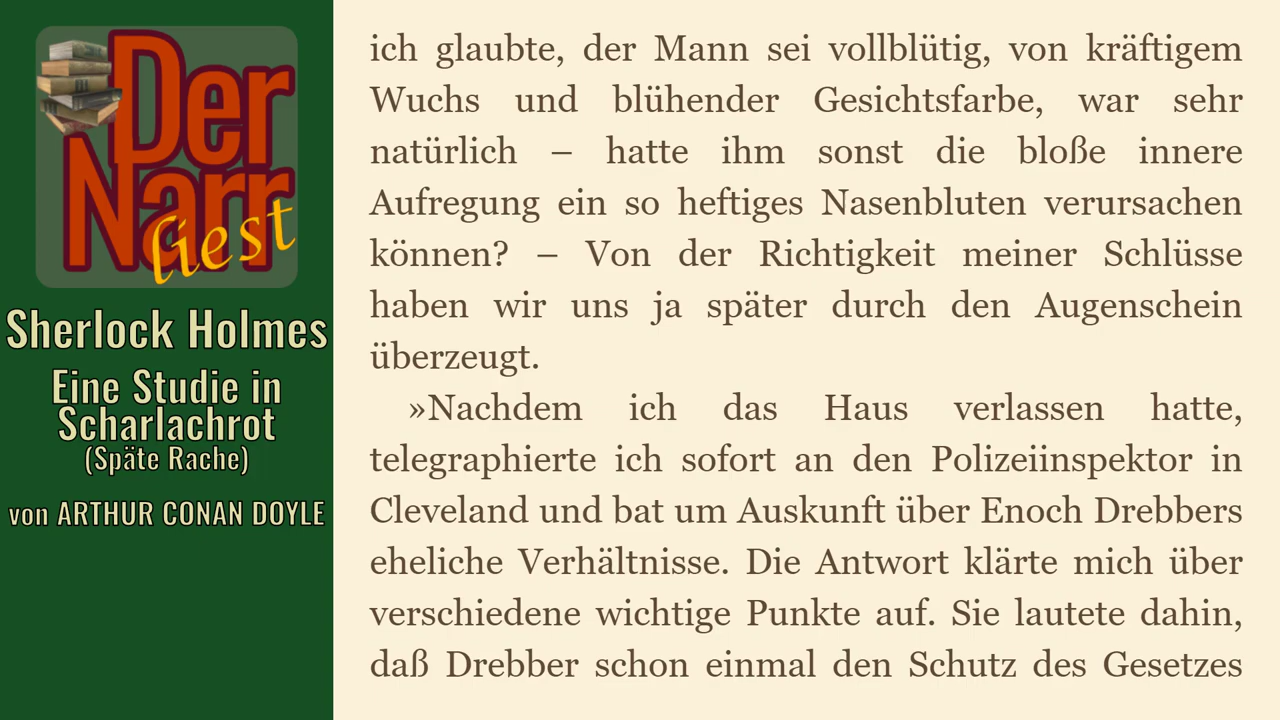 Der
Narr
liest
Sherlock Holmes
Eine Studie in
Scharlachrot
(Späte Rache)
von ARTHUR CONAN DOYLE
ich glaubte, der Mann sei vollblütig, von kräftigem
Wuchs und blühender Gesichtsfarbe, war sehr
natürlich – hatte ihm sonst die bloße innere
Aufregung ein so heftiges Nasenbluten verursachen
können? – Von der Richtigkeit meiner Schlüsse
haben wir uns ja später durch den Augenschein
überzeugt.
»Nachdem ich das Haus verlassen hatte,
telegraphierte ich sofort an den Polizeiinspektor in
Cleveland und bat um Auskunft über Enoch Drebbers
eheliche Verhältnisse. Die Antwort klärte mich über
verschiedene wichtige Punkte auf. Sie lautete dahin,
daß Drebber schon einmal den Schutz des Gesetzes